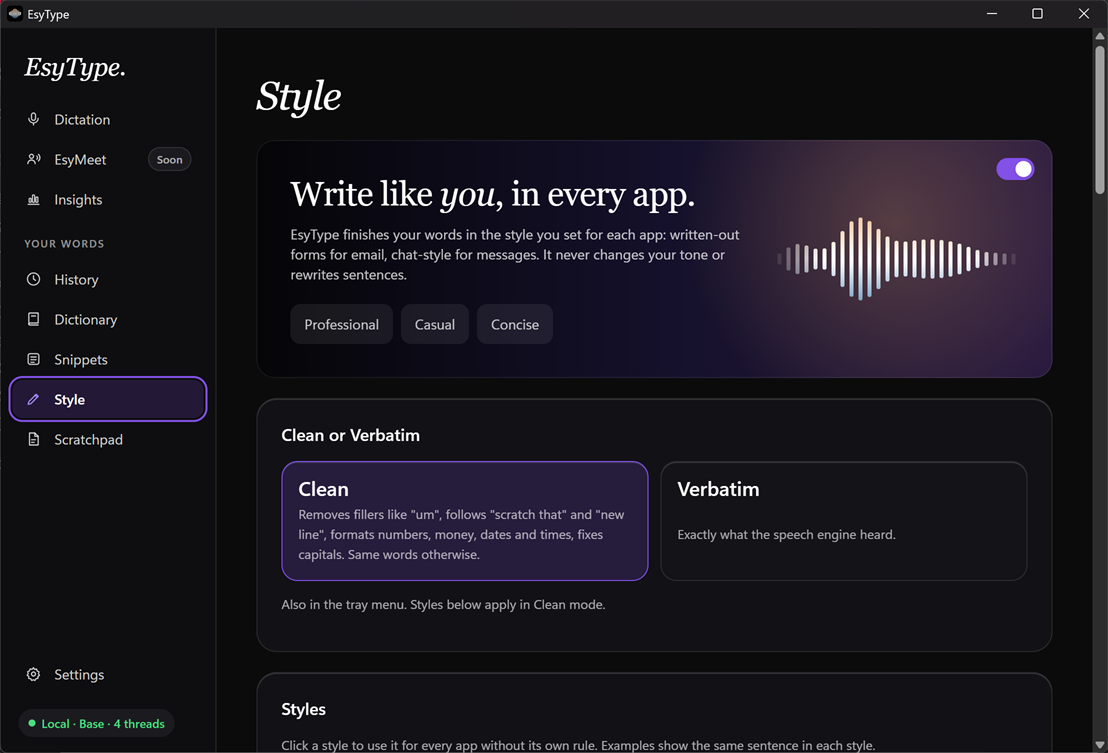 EsyType
EsyType.
Dictation
EsyMeet
Soon
Insights
YOUR WORDS
History
Dictionary
Snippets
Style
Scratchpad
Settings
Local · Base · 4 threads
Style
Write like you, in every app.
EsyType finishes your words in the style you set for each app: written-out
forms for email, chat-style for messages. It never changes your tone or
rewrites sentences.
Professional
Casual
Concise
Clean or Verbatim
Clean
Removes fillers like "um", follows "scratch that" and "new
line", formats numbers, money, dates and times, fixes
capitals. Same words otherwise.
Verbatim
Exactly what the speech engine heard.
Also in the tray menu. Styles below apply in Clean mode.
Styles
Click a style to use it for every app without its own rule. Examples show the same sentence in each style.